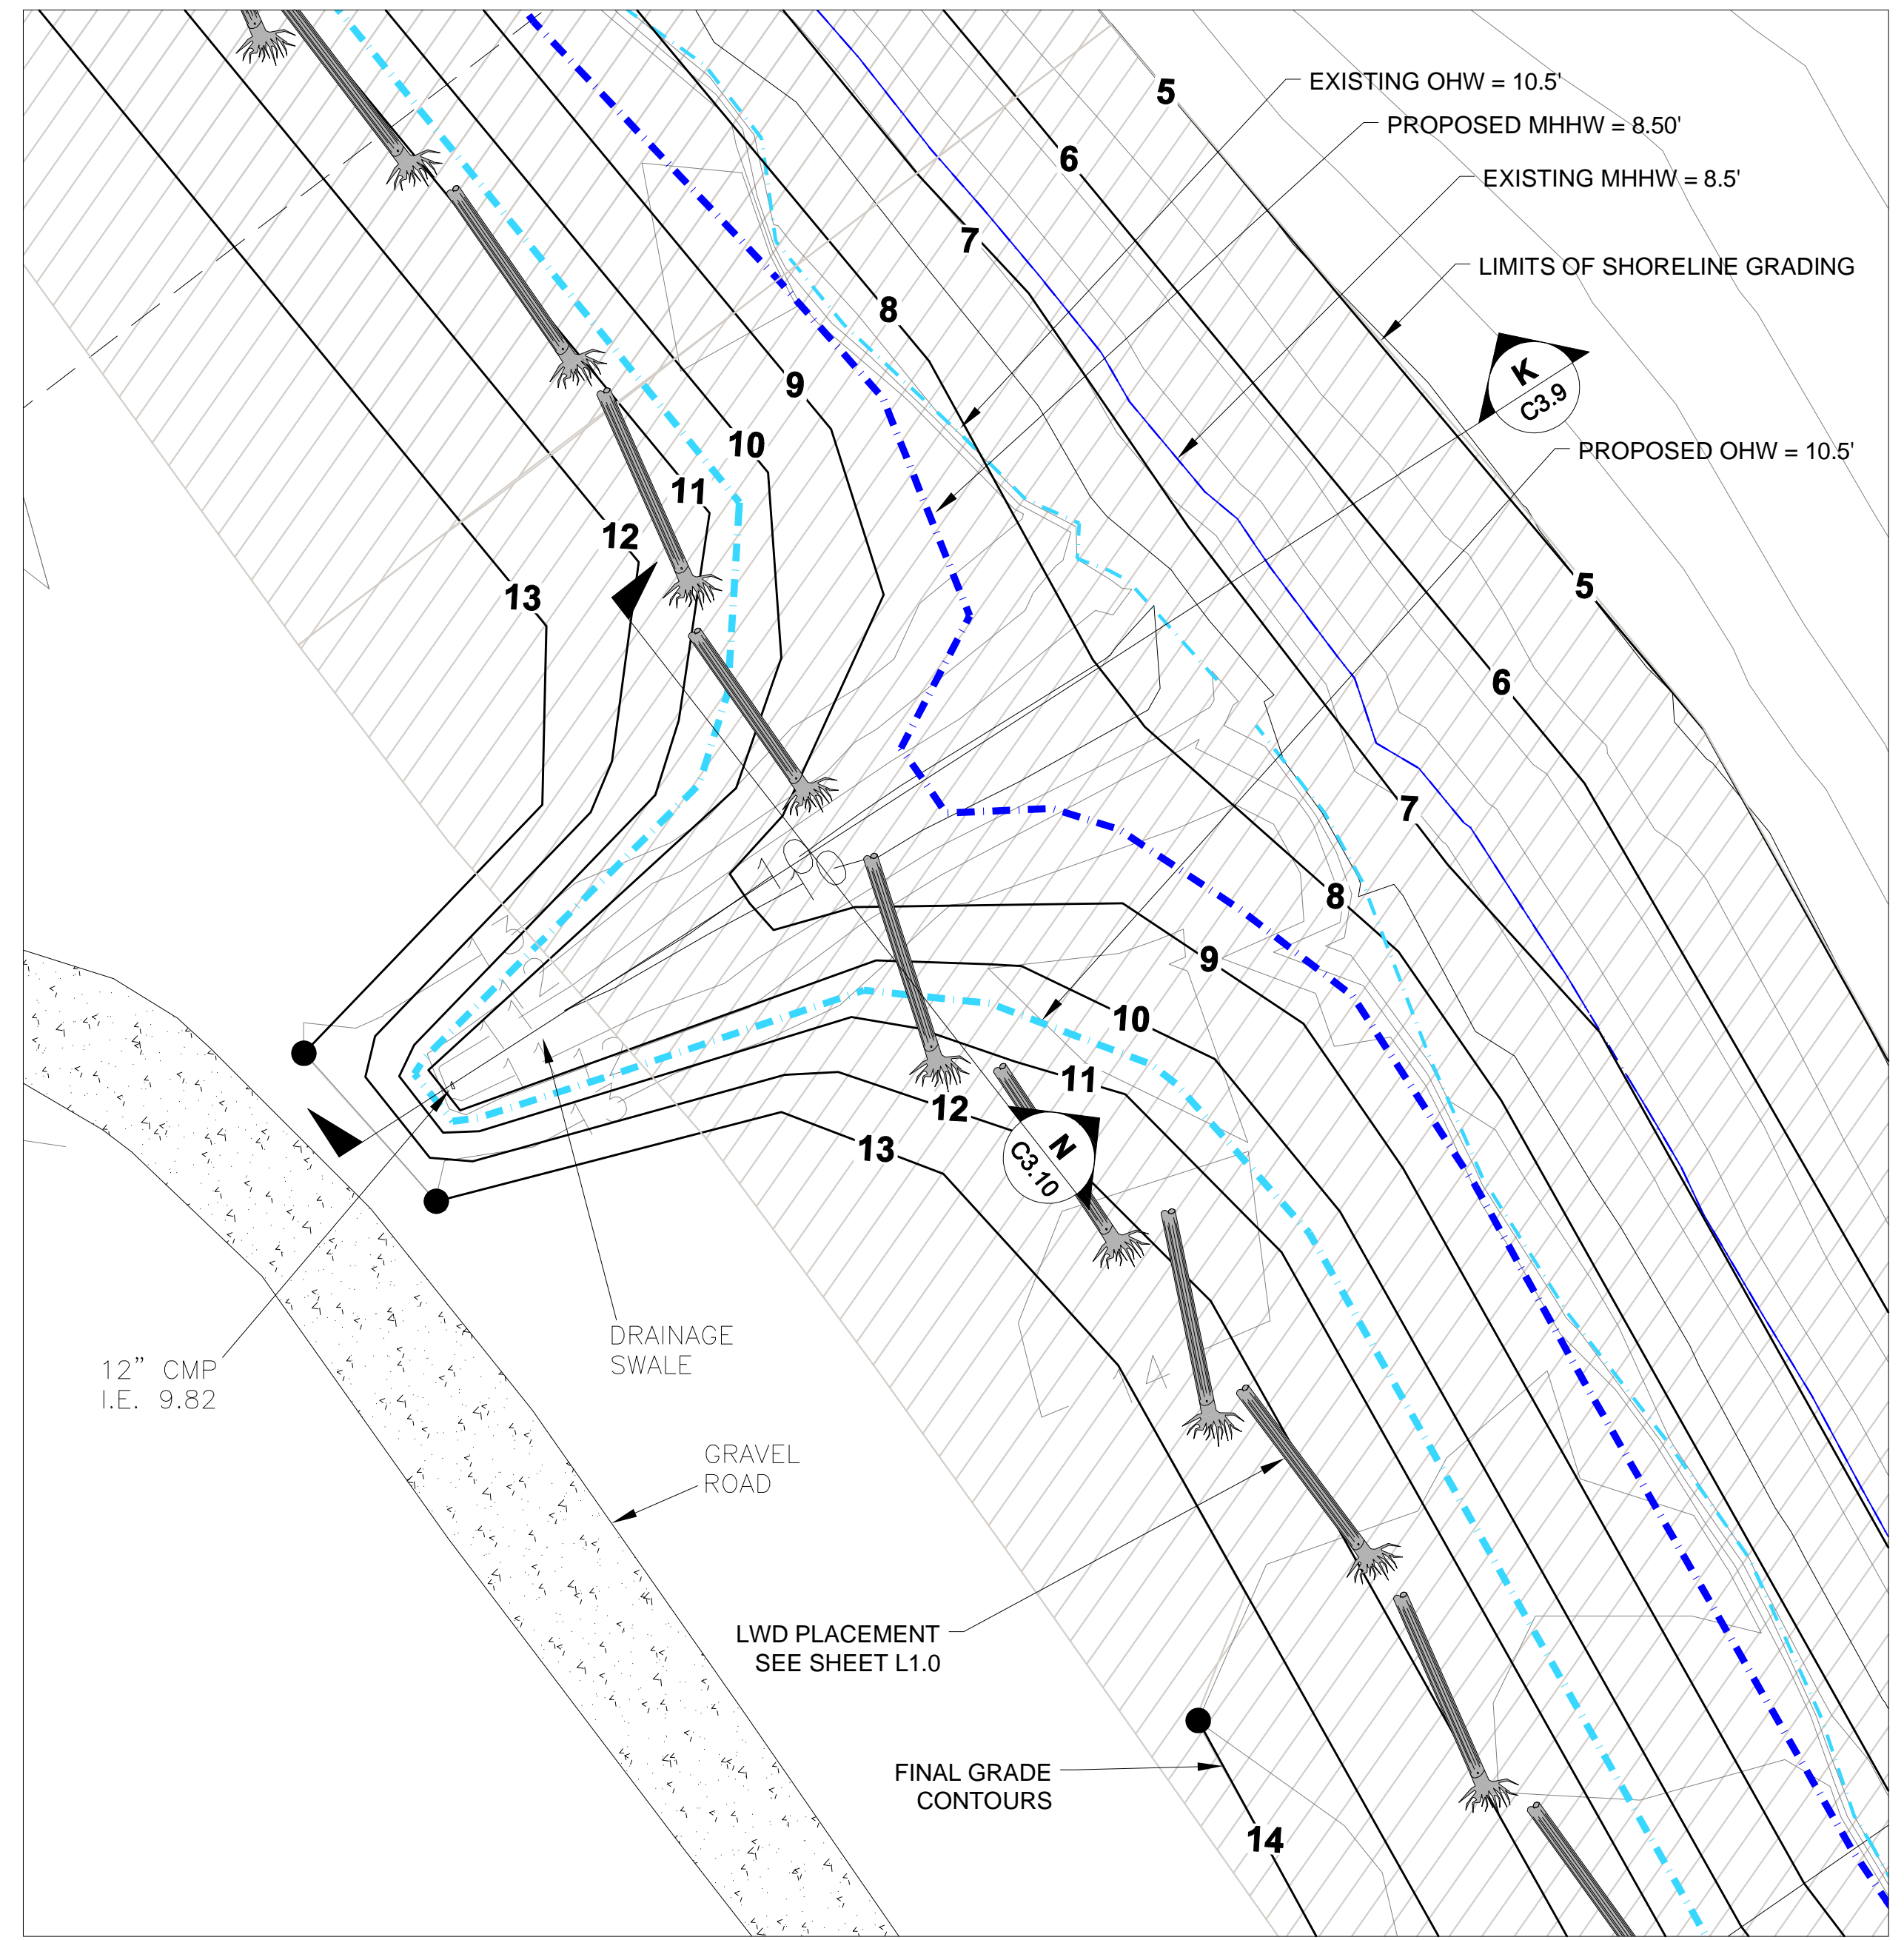 5
EXISTING OHW = 10.5'
PROPOSED MHHW = 8.50'
6
EXISTING MHHW = 8.5'
7
LIMITS OF SHORELINE GRADING
8
K
C3.9
9
10
PROPOSED OHW = 10.5'
11
12
13
5
6
7
8
9
10
11
12
13
N
C3.10
DRAINAGE
SWALE
12" CMP
I.E. 9.82
GRAVEL
ROAD
LWD PLACEMENT
SEE SHEET L1.0
FINAL GRADE
CONTOURS
14